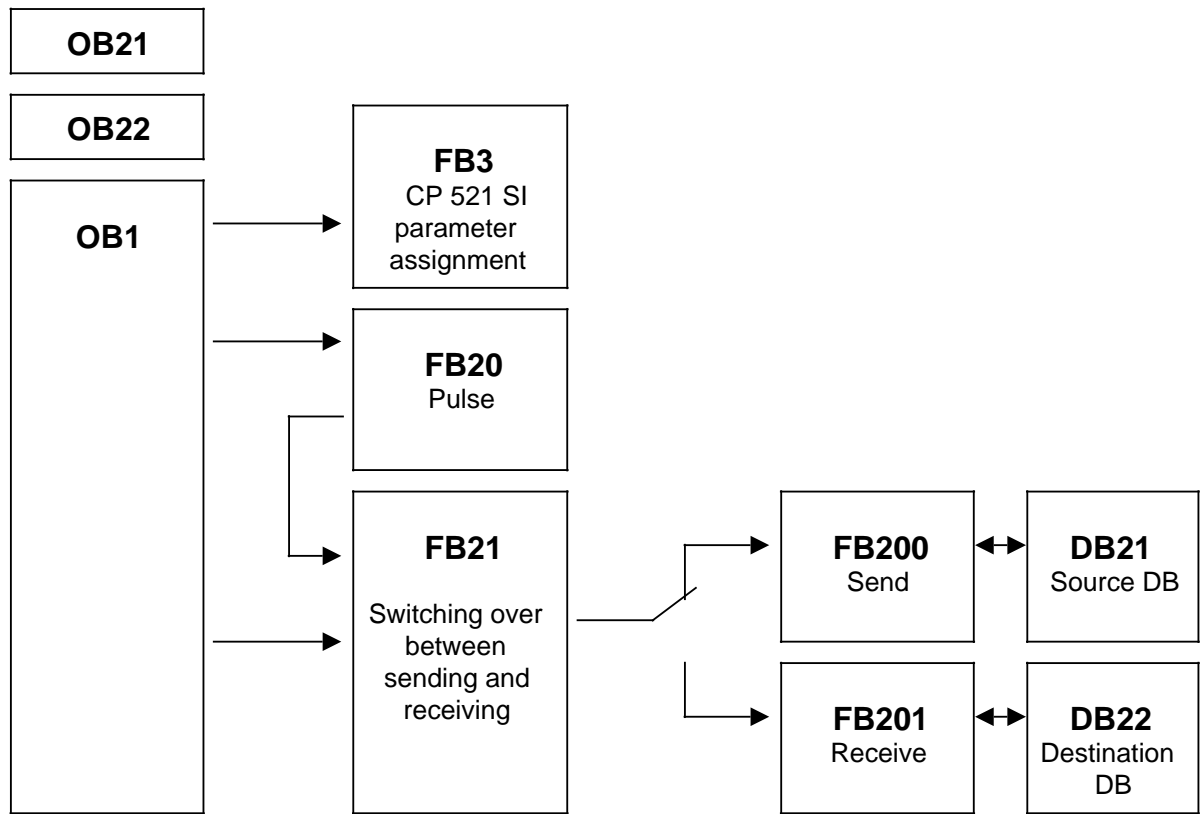 OB21
OB22
OB1
FB3
CP 521 SI
parameter
assignment
FB20
Pulse
FB21
Switching over
between
sending and
receiving
FB200
Send
DB21
Source DB
FB201
Receive
DB22
Destination
DB